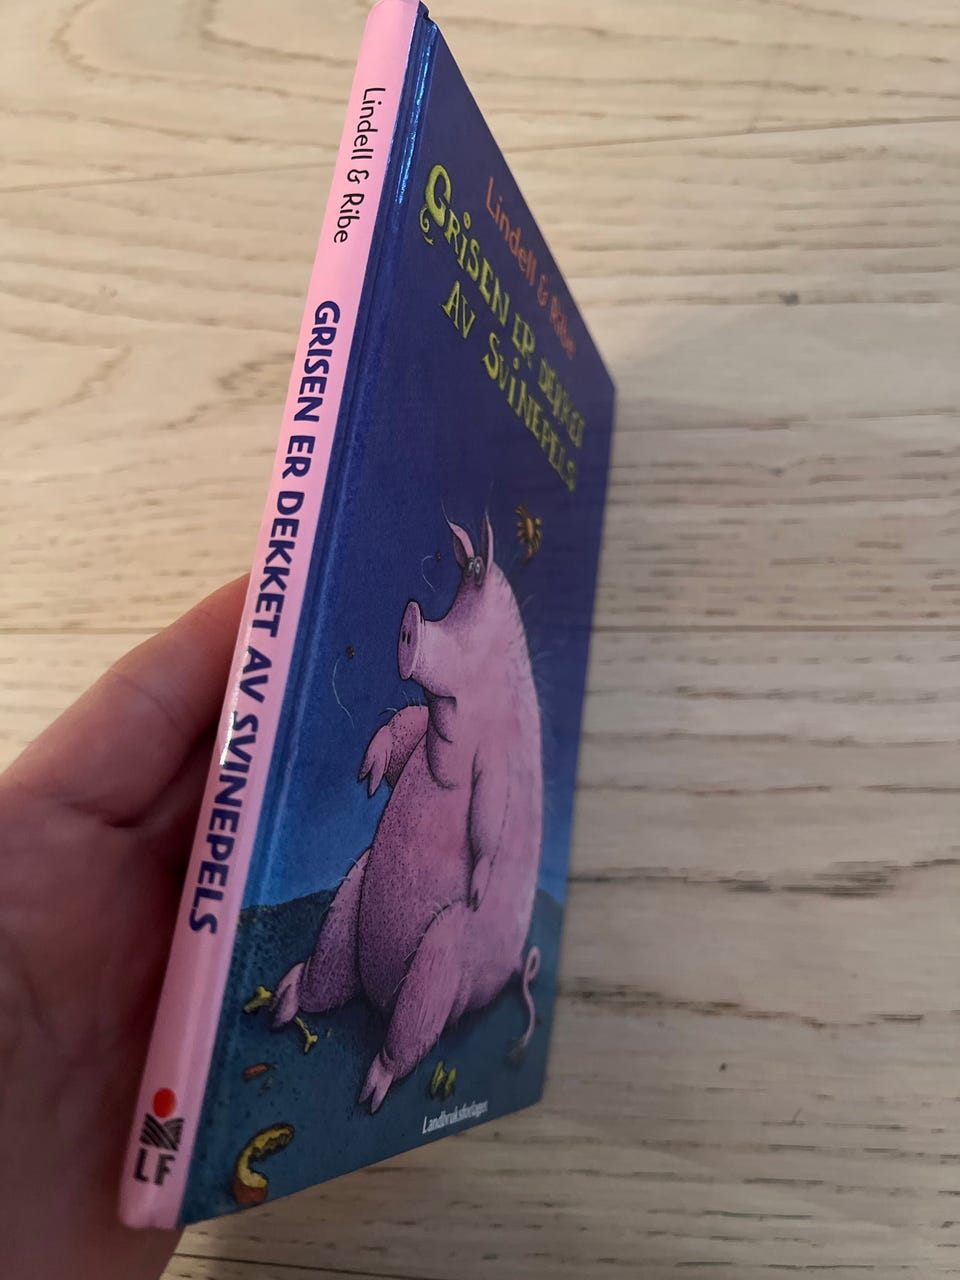 Lindell & Ribe GRISEN ER DEKKET AV SVINEPELS
LF
Lindell & Ribe
GRiSEN ER DEKKET
AV SViNEPELS
Landbruksforlaget